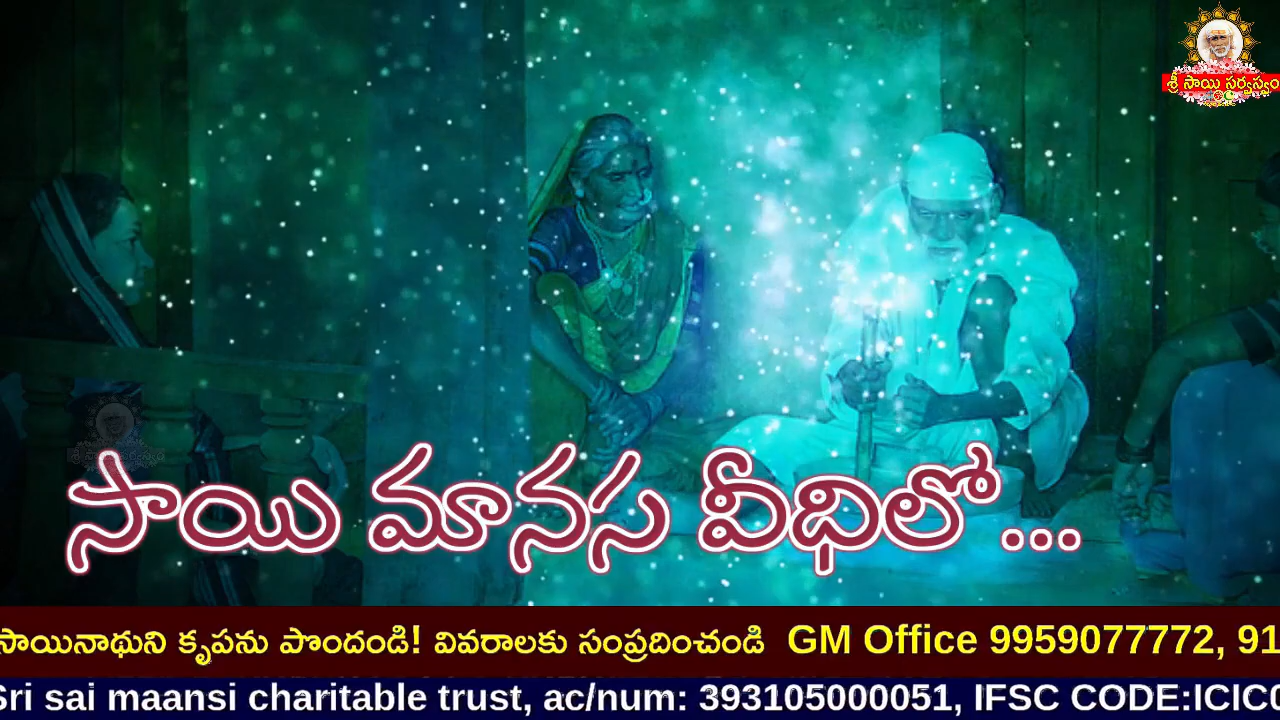 శ్రీ సాయి సర్వస్వం
సాయి మానస వీధిలో...
సాయినాథుని కృపను పొందండి! వివరాలకు సంప్రదించండి GM Office 9959077772, 91
Sri sai maansi charitable trust, ac/num: 393105000051, IFSC CODE:ICIC0